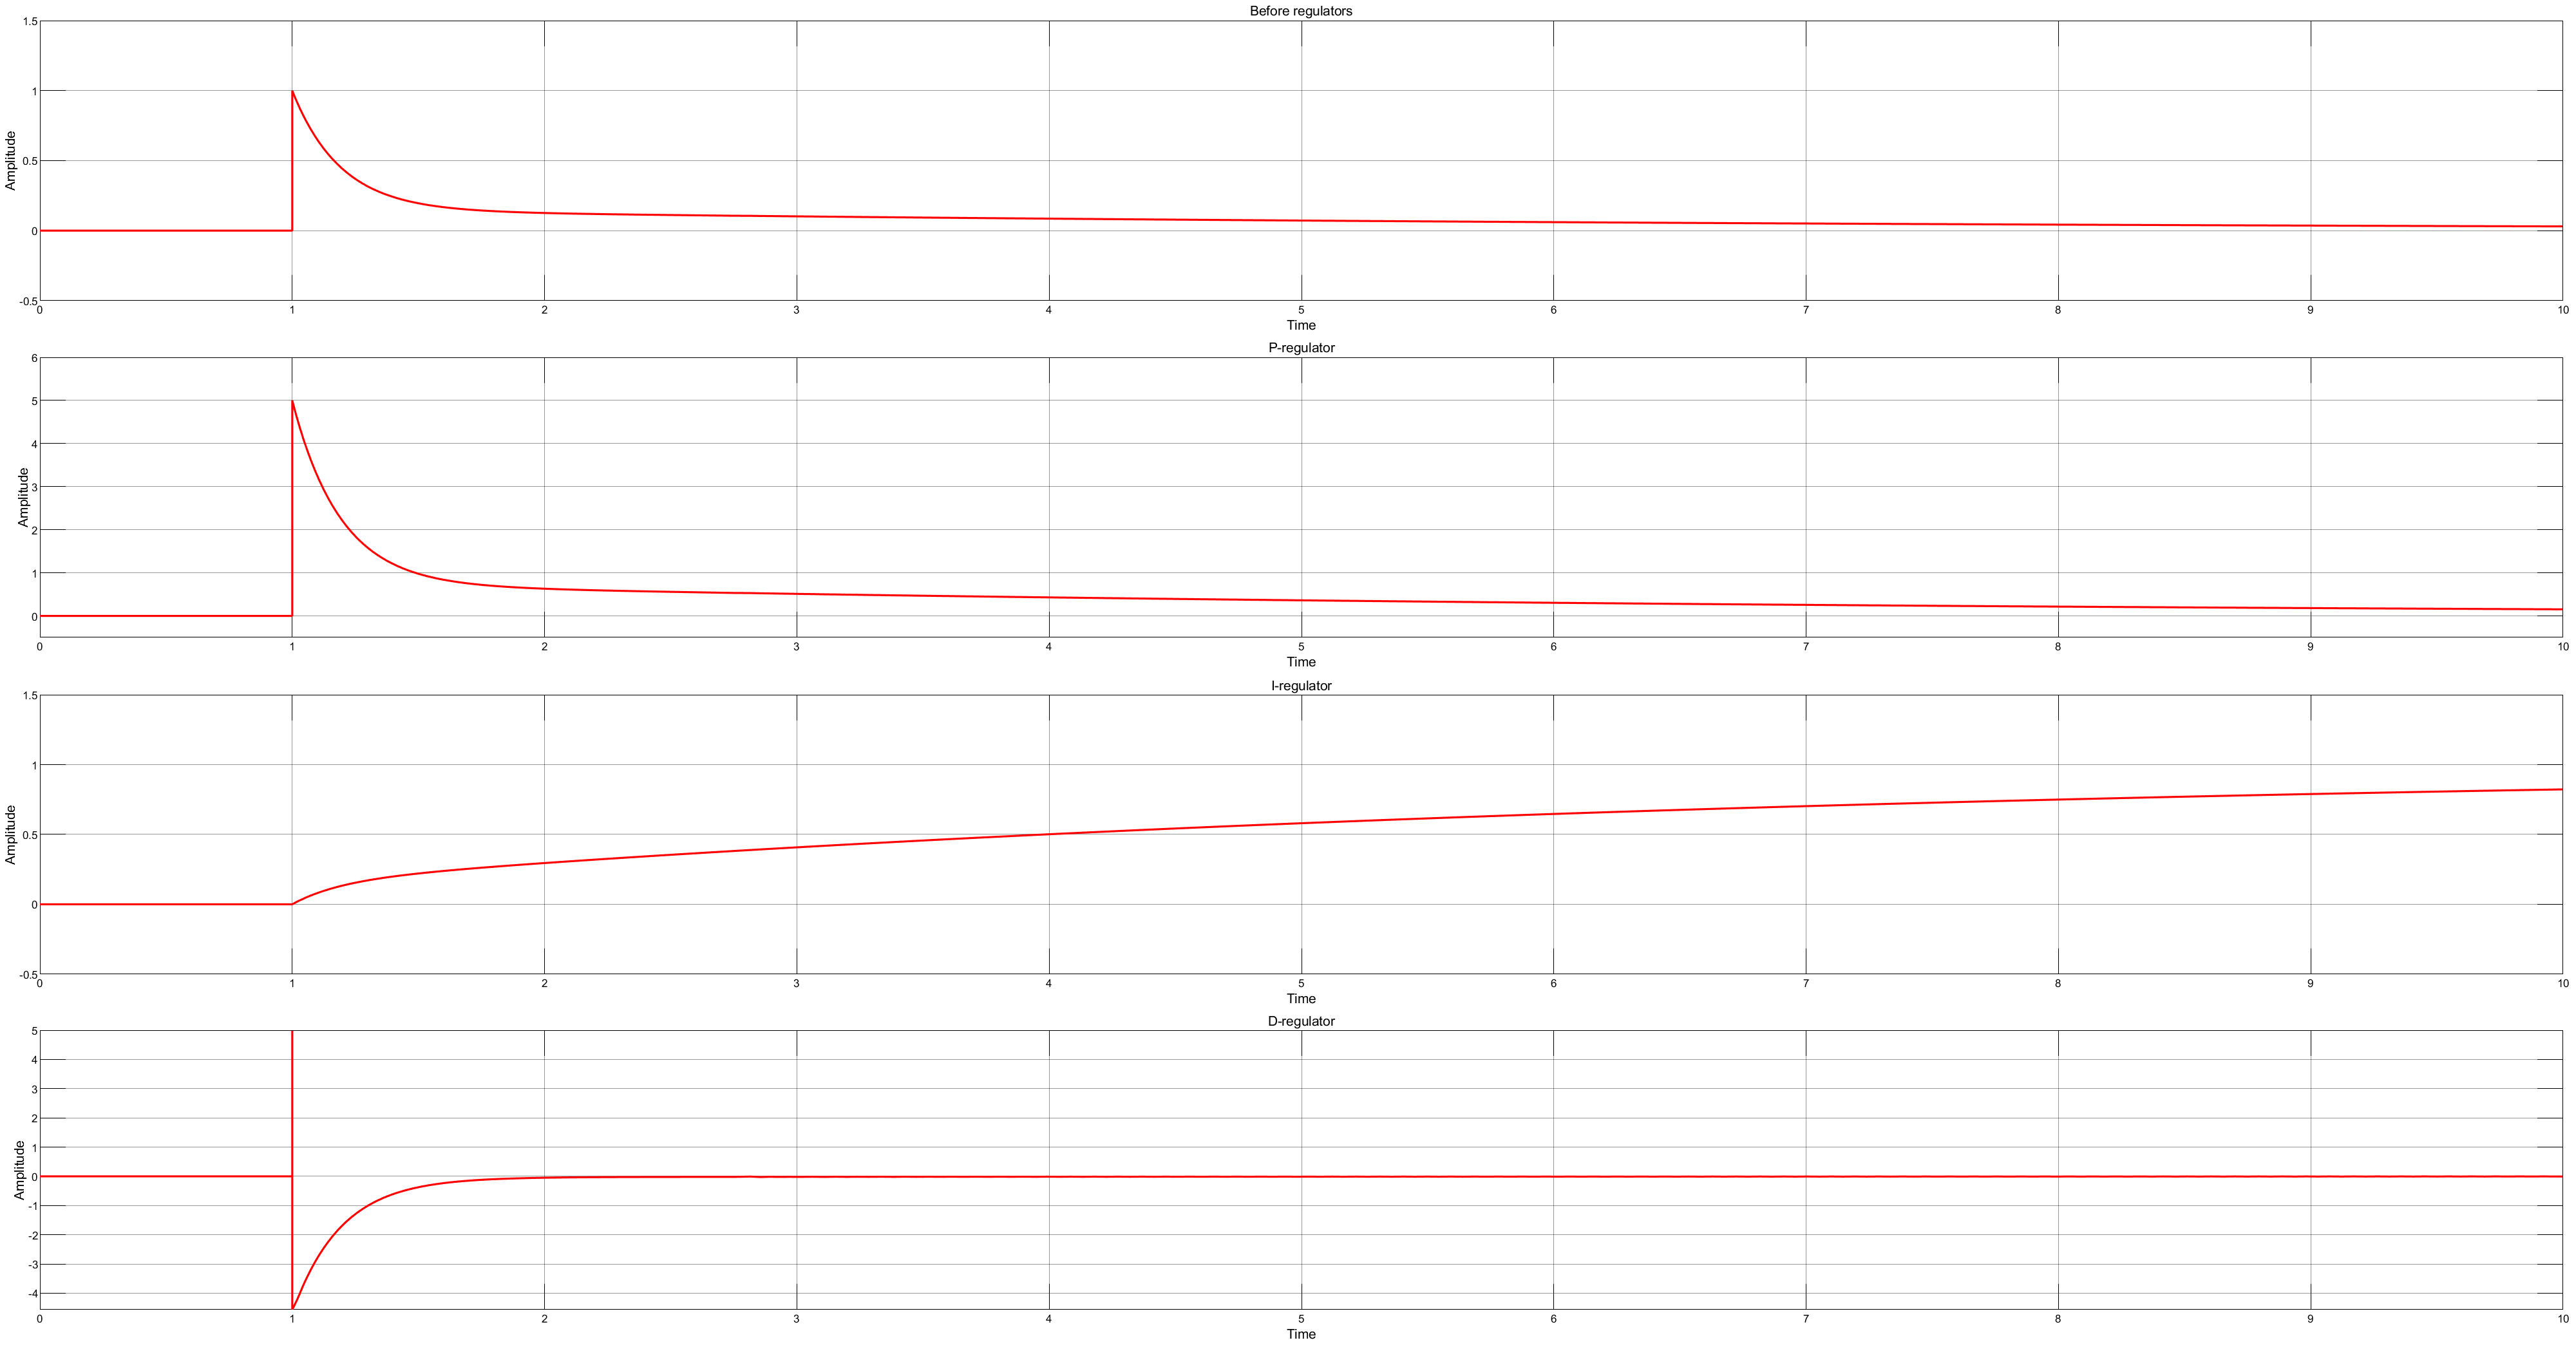 Before regulators
1.5
1
0.5
0
-0.5
Amplitude
0 1 2 3 4 5 6 7 8 9 10
Time
P-regulator
6
5
4
3
2
1
0
Amplitude
0 1 2 3 4 5 6 7 8 9 10
Time
I-regulator
1.5
1
0.5
0
-0.5
Amplitude
0 1 2 3 4 5 6 7 8 9 10
Time
D-regulator
5
4
3
2
1
0
-1
-2
-3
-4
Amplitude
0 1 2 3 4 5 6 7 8 9 10
Time